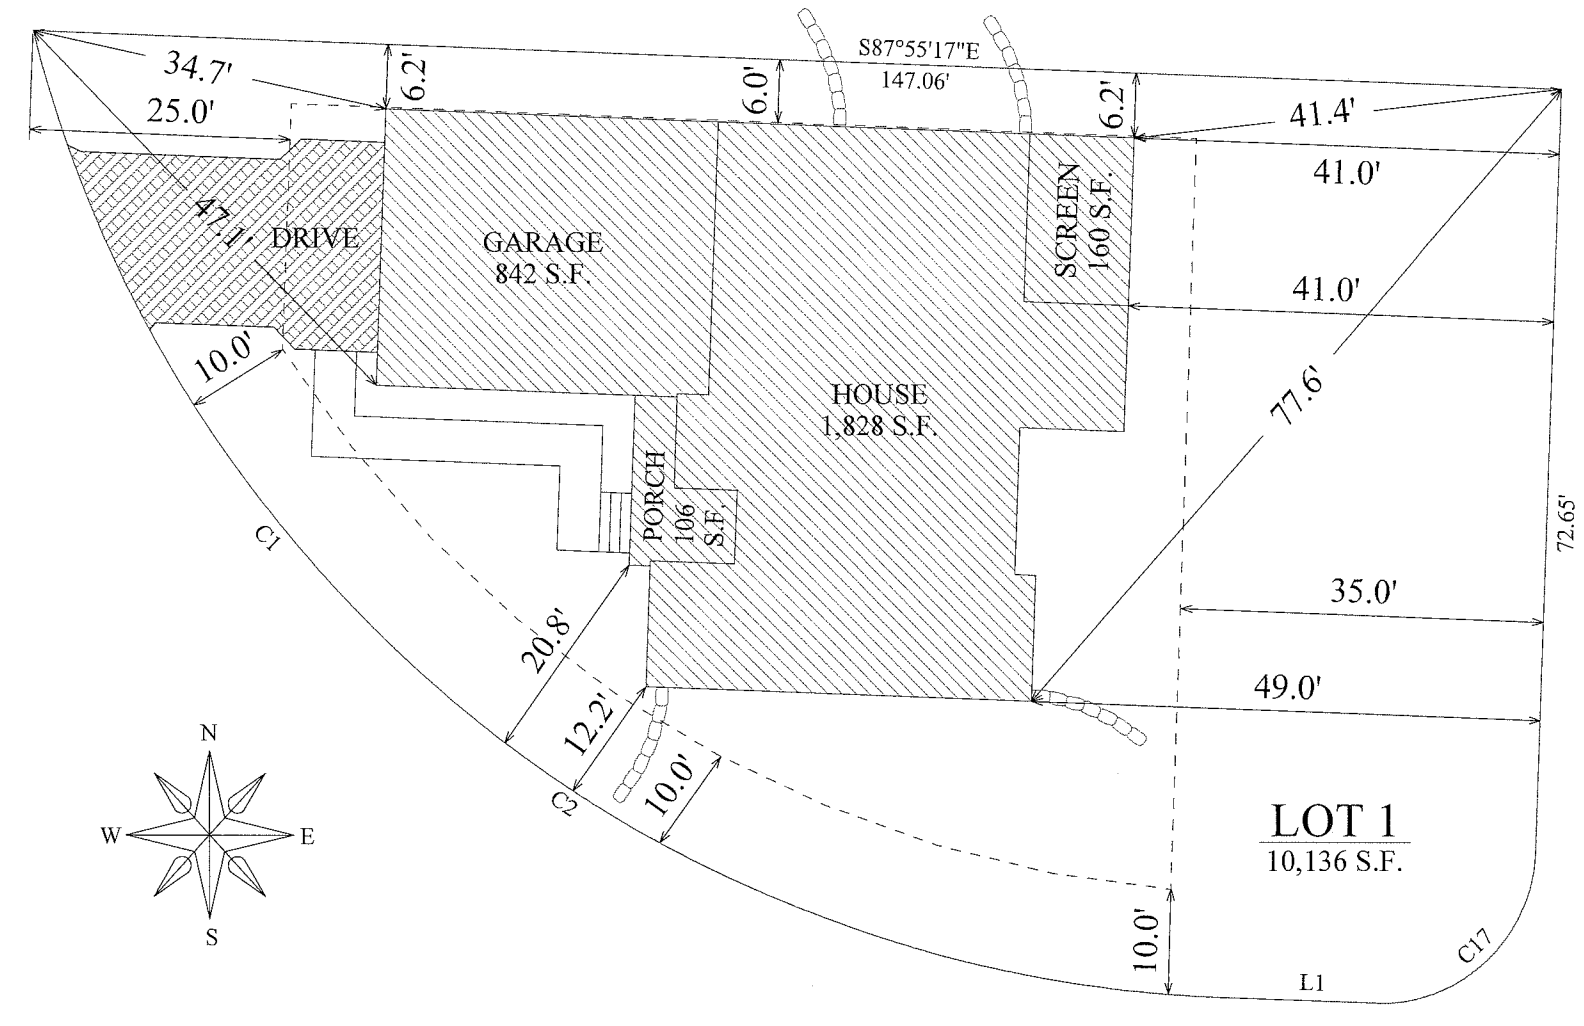 S87°55'17"E
147.06'
34.7'
6.2'
6.0'
6.2'
41.4'
25.0'
41.0'
47.1'
DRIVE
GARAGE
842 S.F.
SCREEN
160 S.F.
41.0'
10.0'
HOUSE
1,828 S.F.
77.6'
PORCH
106
S.F.
C1
72.65'
20.8'
35.0'
12.2'
49.0'
10.0'
C2
N
W
E
S
LOT 1
10,136 S.F.
10.0'
C17
L1